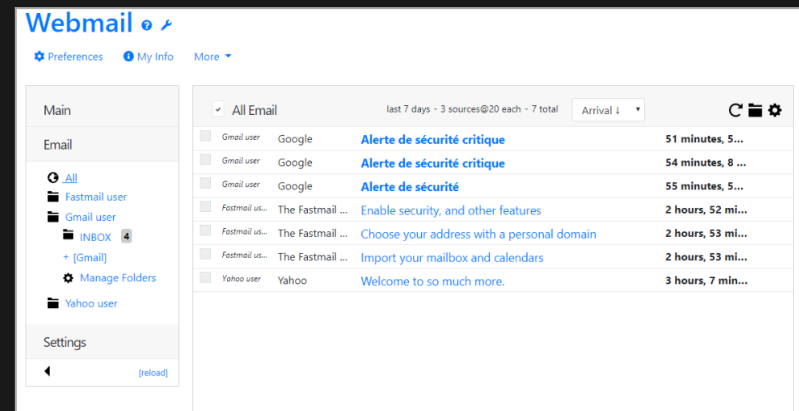 Webmail
Preferences My Info More
Main
Email
All
Fastmail user
Gmail user
INBOX 4
+ [Gmail]
Manage Folders
Yahoo user
Settings
[reload]
All Email last 7 days - 3 sources@20 each - 7 total Arrival ↓
Gmail user Google Alerte de sécurité critique 51 minutes, 5...
Gmail user Google Alerte de sécurité critique 54 minutes, 8 ...
Gmail user Google Alerte de sécurité 55 minutes, 5...
Fastmail us... The Fastmail ... Enable security, and other features 2 hours, 52 mi...
Fastmail us... The Fastmail ... Choose your address with a personal domain 2 hours, 53 mi...
Fastmail us... The Fastmail ... Import your mailbox and calendars 2 hours, 53 mi...
Yahoo user Yahoo Welcome to so much more. 3 hours, 7 min...